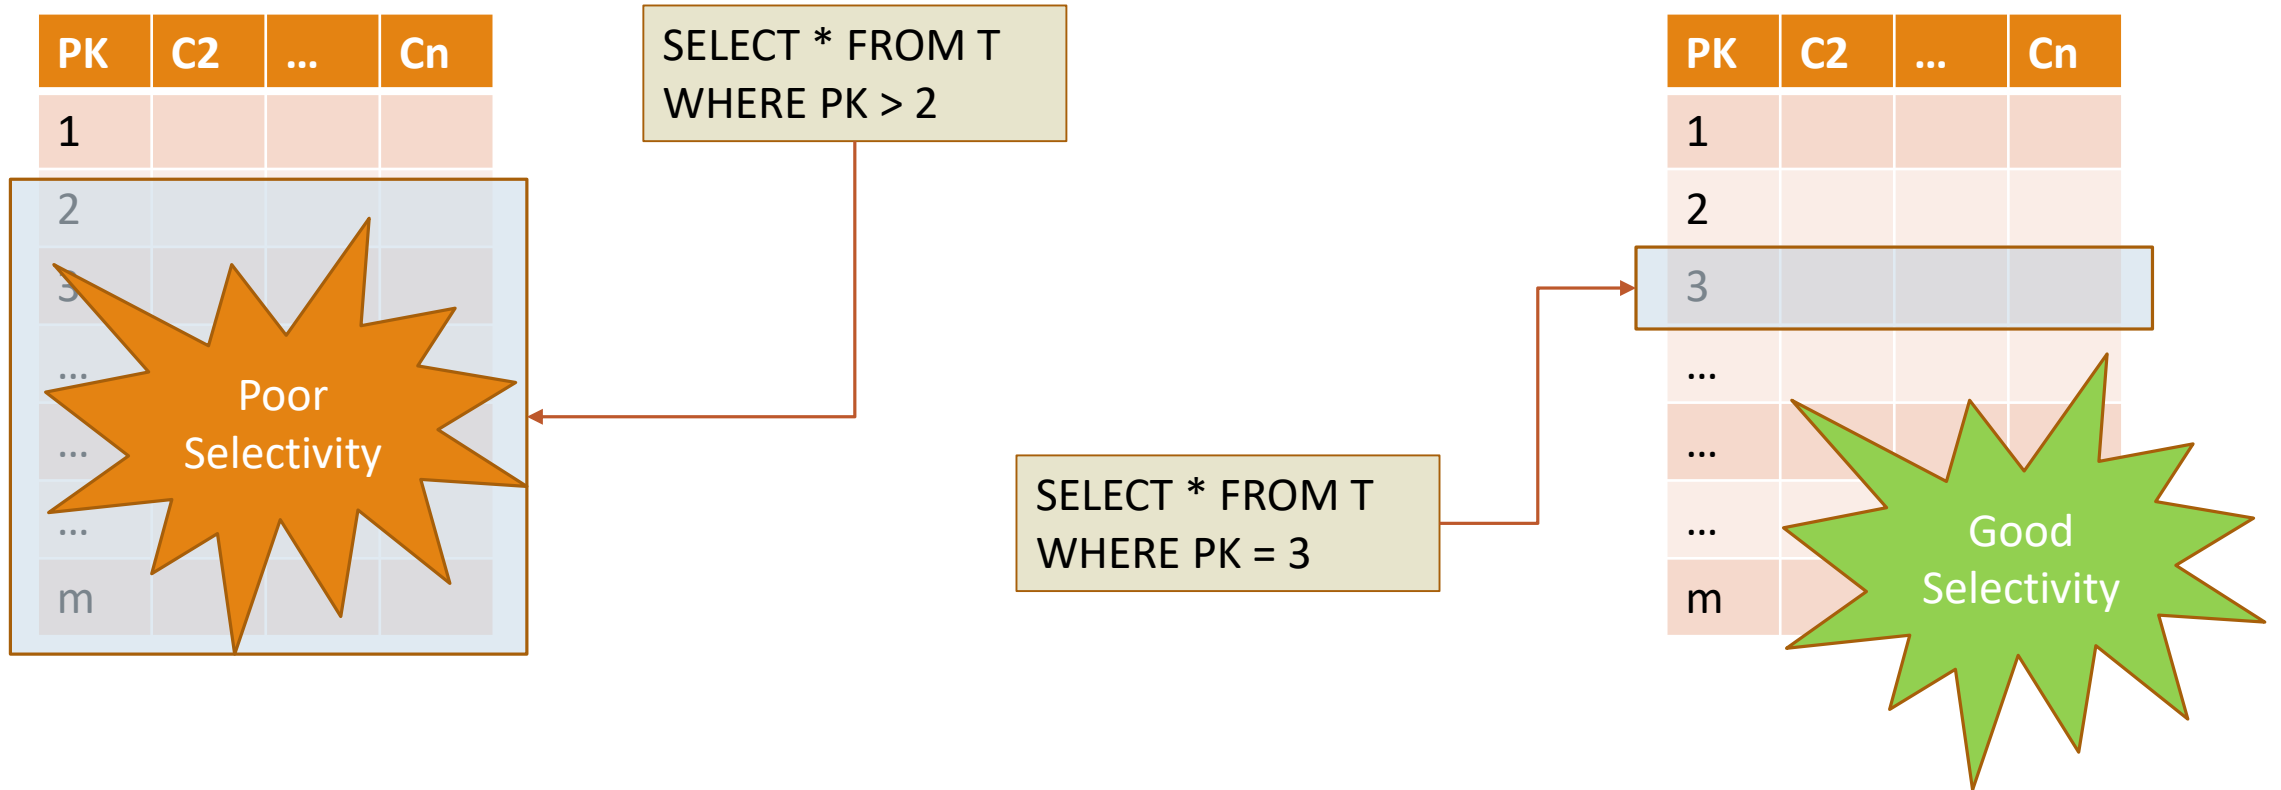 PK C2 ... Cn
1
2
3
...
...
...
m
Poor
Selectivity
SELECT * FROM T
WHERE PK > 2
SELECT * FROM T
WHERE PK = 3
PK C2 ... Cn
1
2
3
...
...
...
m
Good
Selectivity